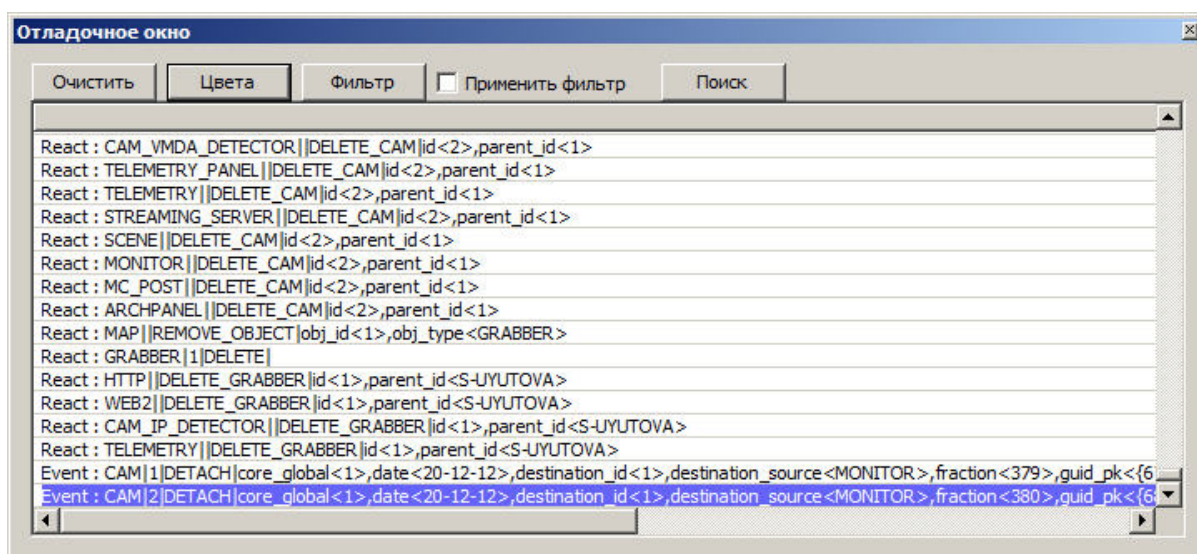 Отладочное окно
Очистить Цвета Фильтр Применить фильтр Поиск
React : CAM_VMDA_DETECTOR||DELETE_CAM|id<2>,parent_id<1>
React : TELEMETRY_PANEL||DELETE_CAM|id<2>,parent_id<1>
React : TELEMETRY||DELETE_CAM|id<2>,parent_id<1>
React : STREAMING_SERVER||DELETE_CAM|id<2>,parent_id<1>
React : SCENE||DELETE_CAM|id<2>,parent_id<1>
React : MONITOR||DELETE_CAM|id<2>,parent_id<1>
React : MC_POST||DELETE_CAM|id<2>,parent_id<1>
React : ARCHPANEL||DELETE_CAM|id<2>,parent_id<1>
React : MAP||REMOVE_OBJECT|obj_id<1>,obj_type<GRABBER>
React : GRABBER|1|DELETE|
React : HTTP||DELETE_GRABBER|id<1>,parent_id<S-UYUTOVA>
React : WEB2||DELETE_GRABBER|id<1>,parent_id<S-UYUTOVA>
React : CAM_IP_DETECTOR||DELETE_GRABBER|id<1>,parent_id<S-UYUTOVA>
React : TELEMETRY||DELETE_GRABBER|id<1>,parent_id<S-UYUTOVA>
Event : CAM|1|DETACH|core_global<1>,date<20-12-12>,destination_id<1>,destination_source<MONITOR>,fraction<379>,guid_pk<{6
Event : CAM|2|DETACH|core_global<1>,date<20-12-12>,destination_id<1>,destination_source<MONITOR>,fraction<380>,guid_pk<{6